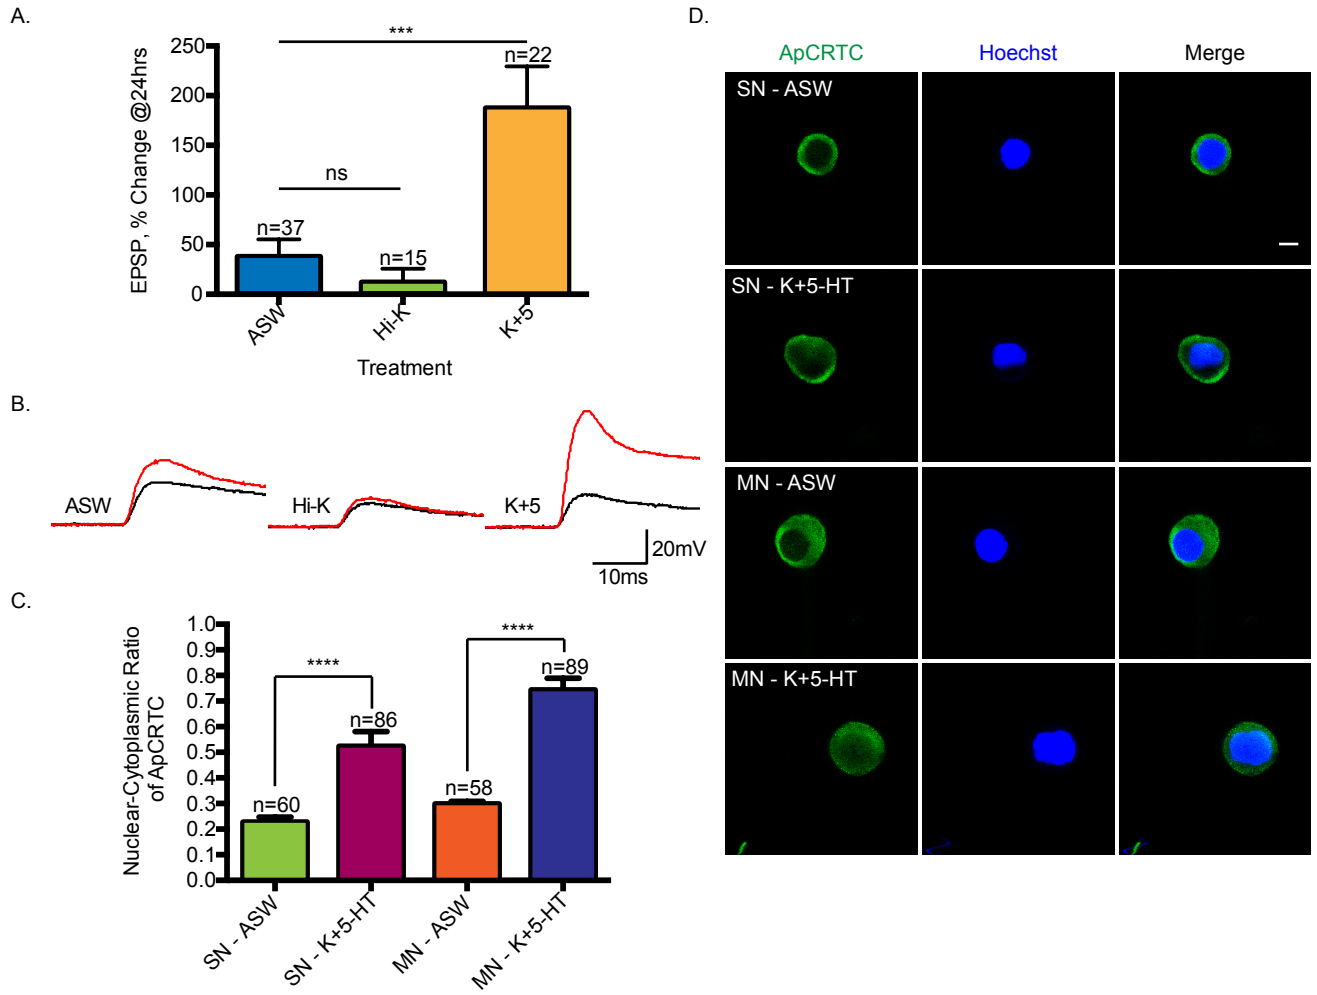 A.
***
250
200
150
100
50
0
EPSP, % Change @24hrs
n=22
ns
n=37
n=15
ASW
Hi-K
K+5
Treatment
B.
ASW
Hi-K
K+5
20mV
10ms
C.
1.0
0.9
0.8
0.7
0.6
0.5
0.4
0.3
0.2
0.1
0.0
Nuclear-Cytoplasmic Ratio
of ApCRTC
****
****
n=60
n=86
n=58
n=89
SN - ASW
SN - K+5-HT
MN - ASW
MN - K+5-HT
D.
ApCRTC
Hoechst
Merge
SN - ASW
SN - K+5-HT
MN - ASW
MN - K+5-HT